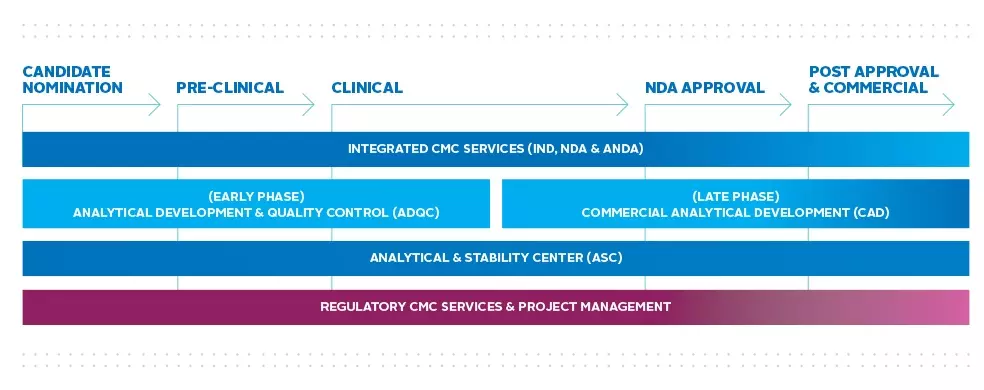 CANDIDATE
NOMINATION
PRE-CLINICAL
CLINICAL
NDA APPROVAL
POST APPROVAL
& COMMERCIAL
INTEGRATED CMC SERVICES (IND, NDA & ANDA)
(EARLY PHASE)
ANALYTICAL DEVELOPMENT & QUALITY CONTROL (ADQC)
(LATE PHASE)
COMMERCIAL ANALYTICAL DEVELOPMENT (CAD)
ANALYTICAL & STABILITY CENTER (ASC)
REGULATORY CMC SERVICES & PROJECT MANAGEMENT